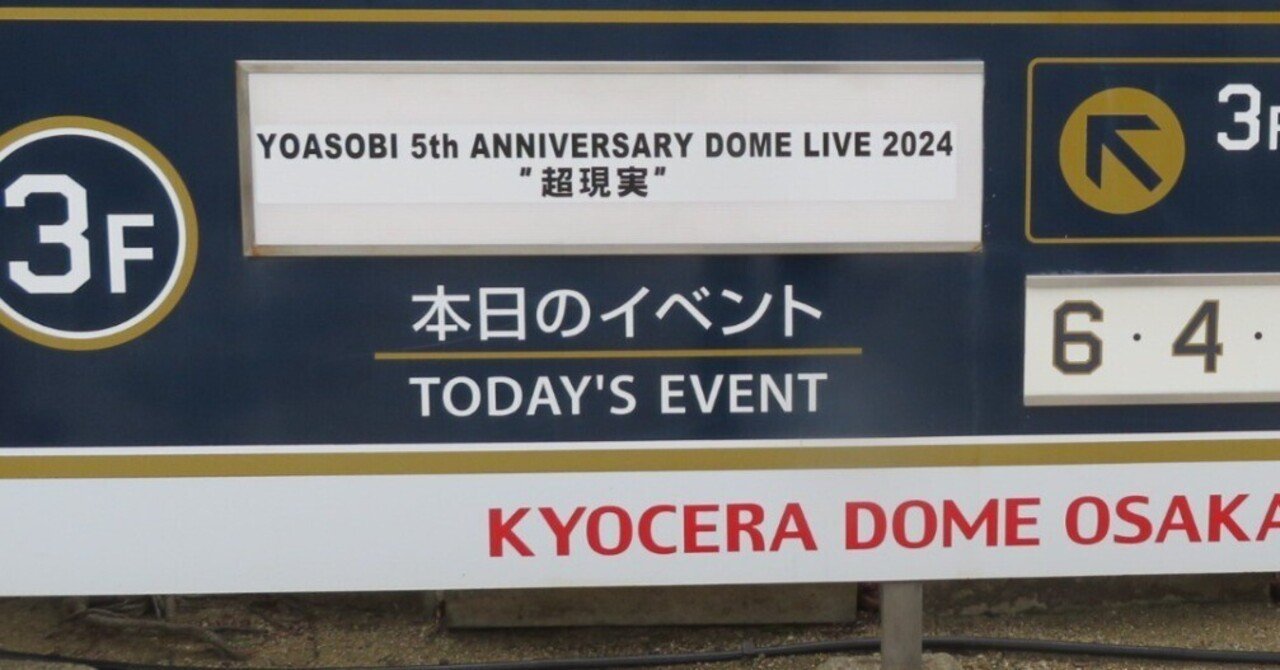 3F
YOASOBI 5th ANNIVERSARY DOME LIVE 2024
"超現実"
本日のイベント
TODAY'S EVENT
3F
6・4・
KYOCERA DOME OSAKA